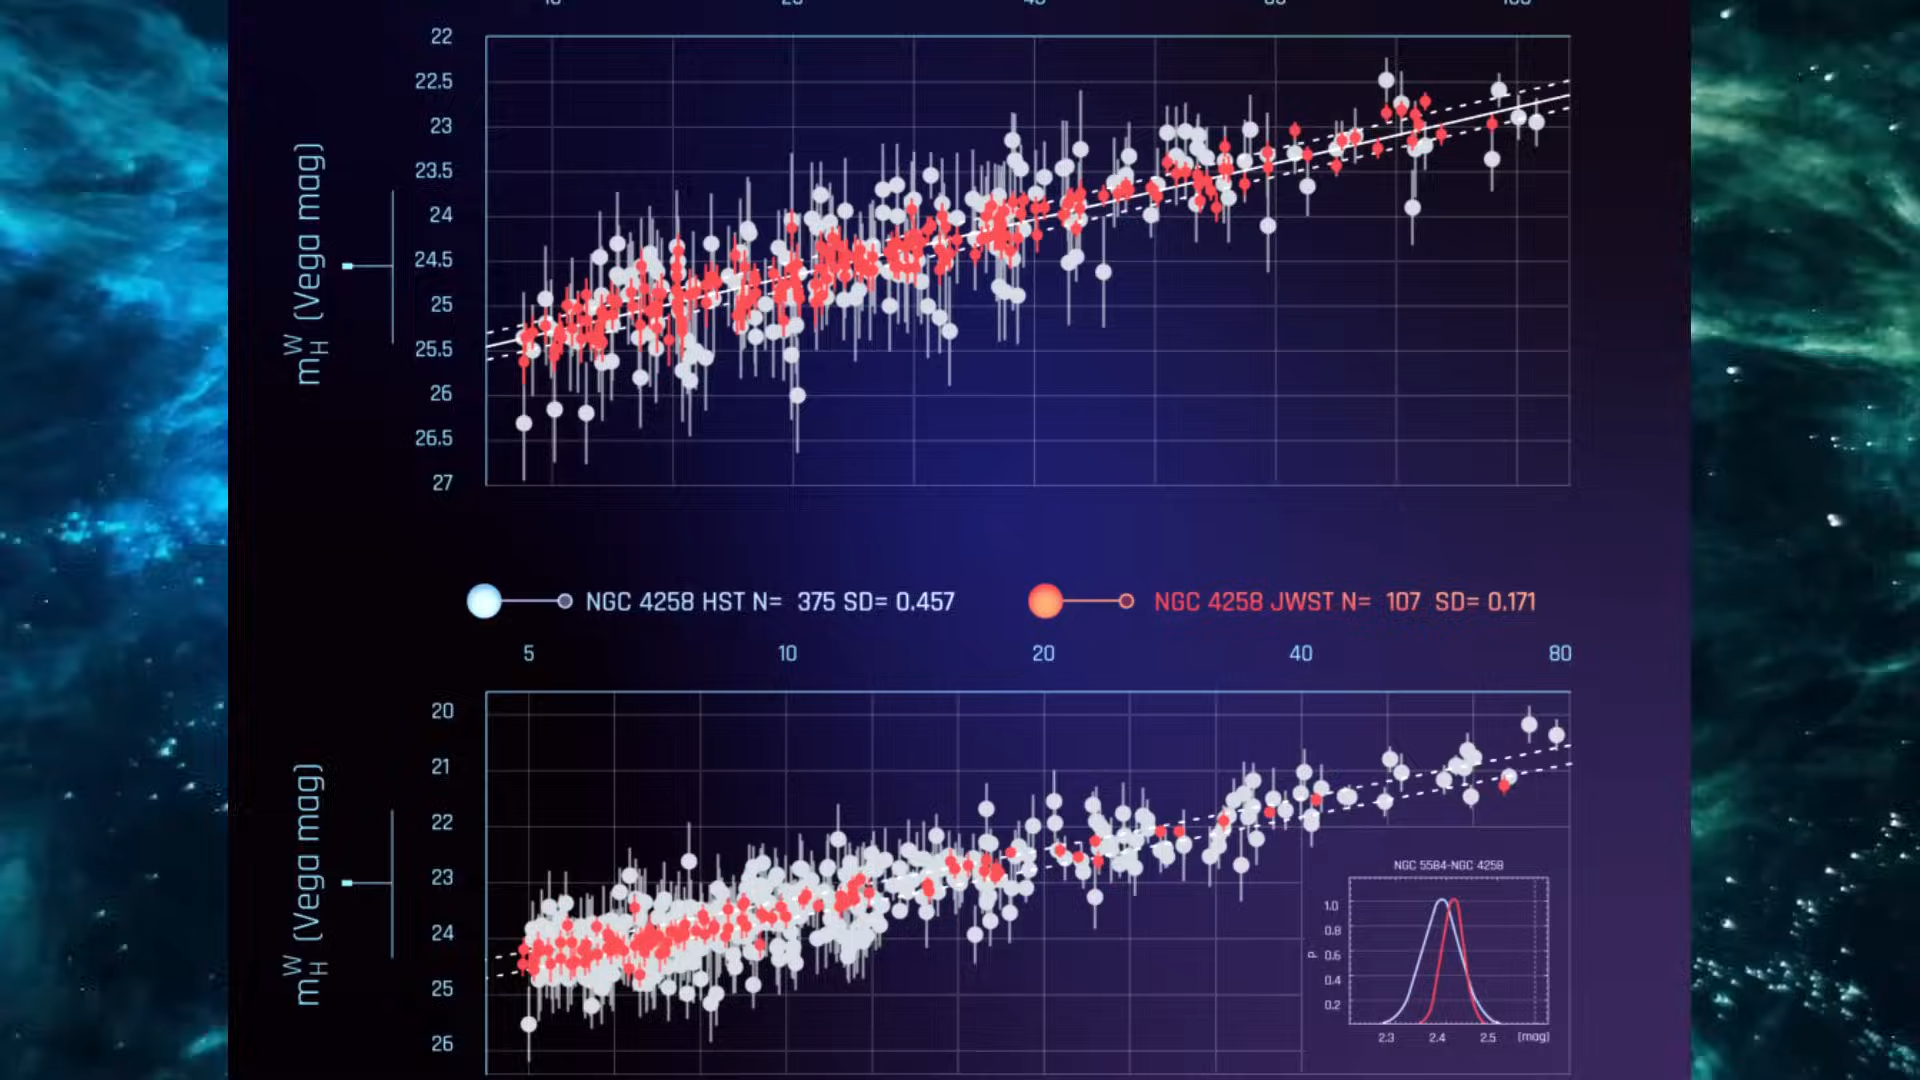 22
22.5
23
23.5
24
24.5
25
25.5
26
26.5
27
m W H (Vega mag)
NGC 4258 HST N= 375 SD= 0.457
NGC 4258 JWST N= 107 SD= 0.171
5 10 20 40 80
20
21
22
23
24
25
26
m W H (Vega mag)
NGC 5584-NGC 4258
1.0
0.8
0.6
0.4
0.2
P
2.3 2.4 2.5 (mag)